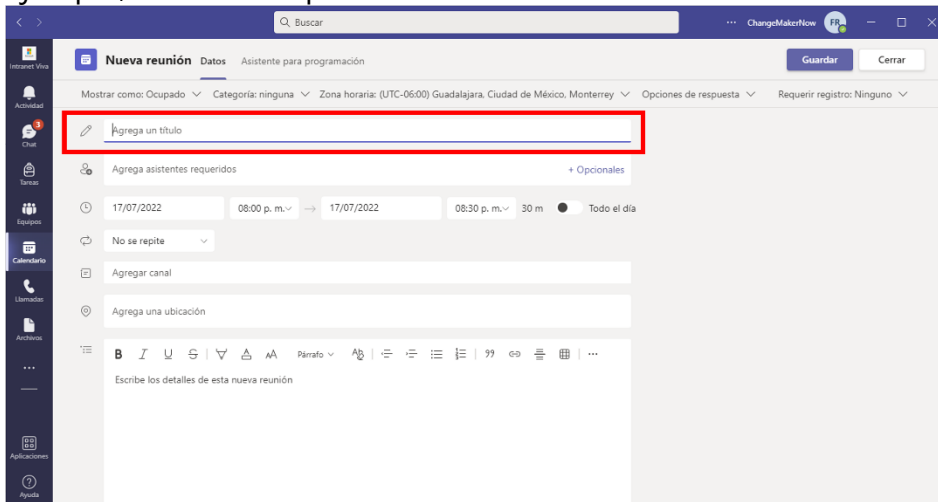 Buscar
ChangeMakerNow FR
Intranet Viva
Nueva reunión Datos Asistente para programación
Guardar Cerrar
Actividad
Mostrar como: Ocupado Categoría: ninguna Zona horaria: (UTC-06:00) Guadalajara, Ciudad de México, Monterrey Opciones de respuesta Requerir registro: Ninguno
3
Chat
Agrega un título
Tareas
Agrega asistentes requeridos + Opcionales
Equipos
17/07/2022 08:00 p. m. → 17/07/2022 08:30 p. m. 30 m Todo el día
Calendario
No se repite
Llamadas
Agregar canal
Archivos
Agrega una ubicación
B I U S A AA Párrafo
Escribe los detalles de esta nueva reunión
Aplicaciones
Ayuda